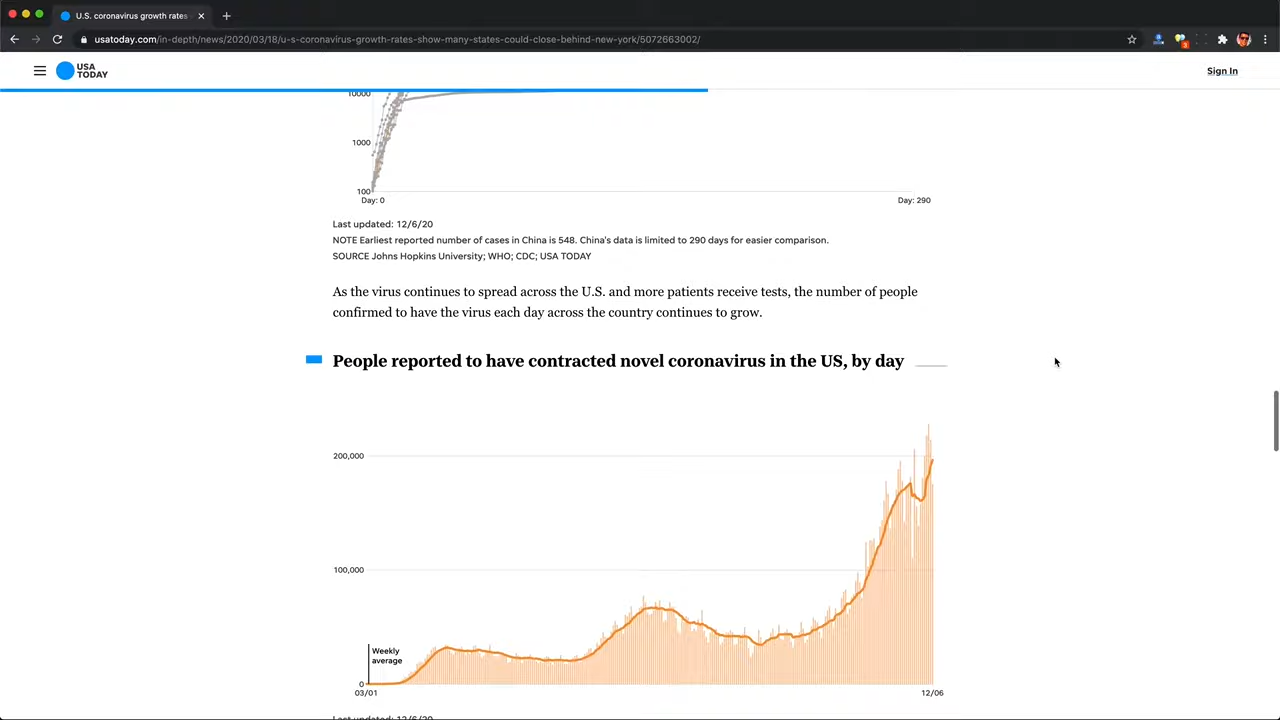 U.S. coronavirus growth rates
usatoday.com/in-depth/news/2020/03/18/u-s-coronavirus-growth-rates-show-many-states-could-close-behind-new-york/5072663002/
USA
TODAY
Sign In
10000
1000
100
Day: 0
Day: 290
Last updated: 12/6/20
NOTE Earliest reported number of cases in China is 548. China's data is limited to 290 days for easier comparison.
SOURCE Johns Hopkins University; WHO; CDC; USA TODAY
As the virus continues to spread across the U.S. and more patients receive tests, the number of people
confirmed to have the virus each day across the country continues to grow.
People reported to have contracted novel coronavirus in the US, by day
200,000
100,000
Weekly
average
0
03/01
12/06
Last updated: 12/6/20